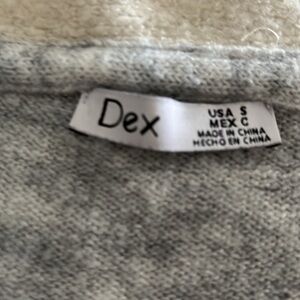 Dex
USA S
MEX C
MADE IN CHINA
HECHO EN CHINA